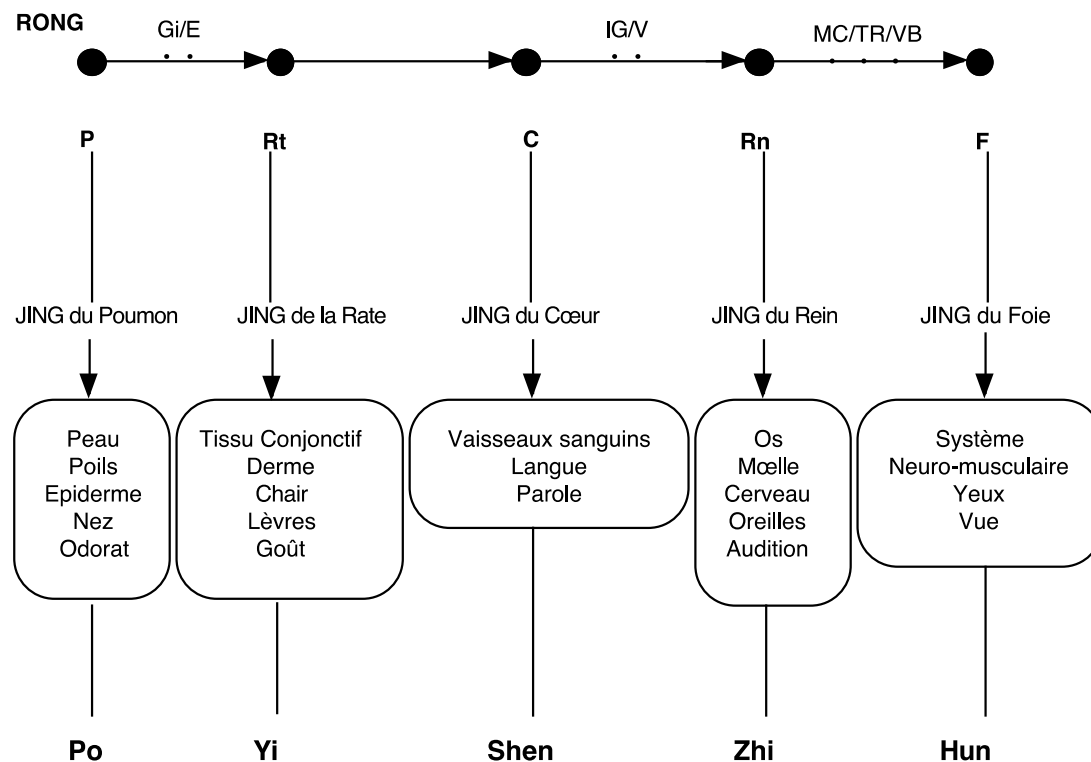 RONG
Gi/E
IG/V
MC/TR/VB
P
Rt
C
Rn
F
JING du Poumon
JING de la Rate
JING du Cœur
JING du Rein
JING du Foie
Peau
Poils
Epiderme
Nez
Odorat
Tissu Conjonctif
Derme
Chair
Lèvres
Goût
Vaisseaux sanguins
Langue
Parole
Os
Mœlle
Cerveau
Oreilles
Audition
Système
Neuro-musculaire
Yeux
Vue
Po
Yi
Shen
Zhi
Hun